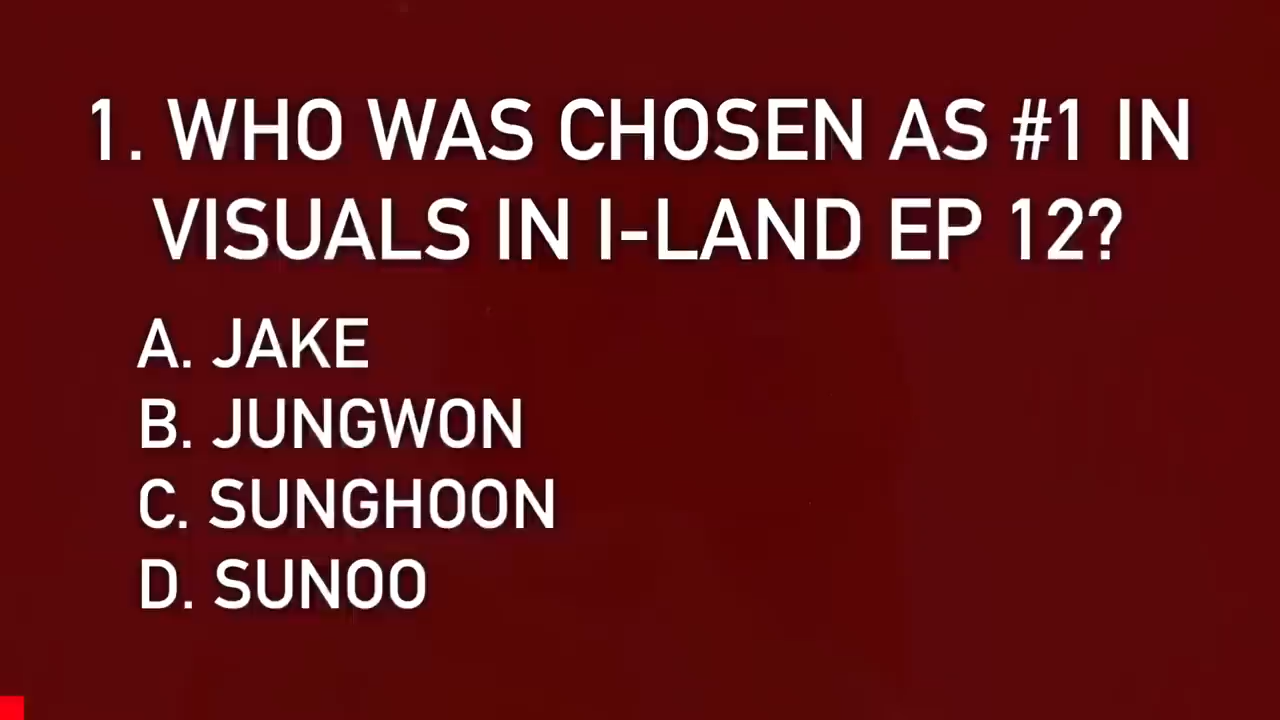 1. WHO WAS CHOSEN AS #1 IN
VISUALS IN I-LAND EP 12?
A. JAKE
B. JUNGWON
C. SUNGHOON
D. SUNOO